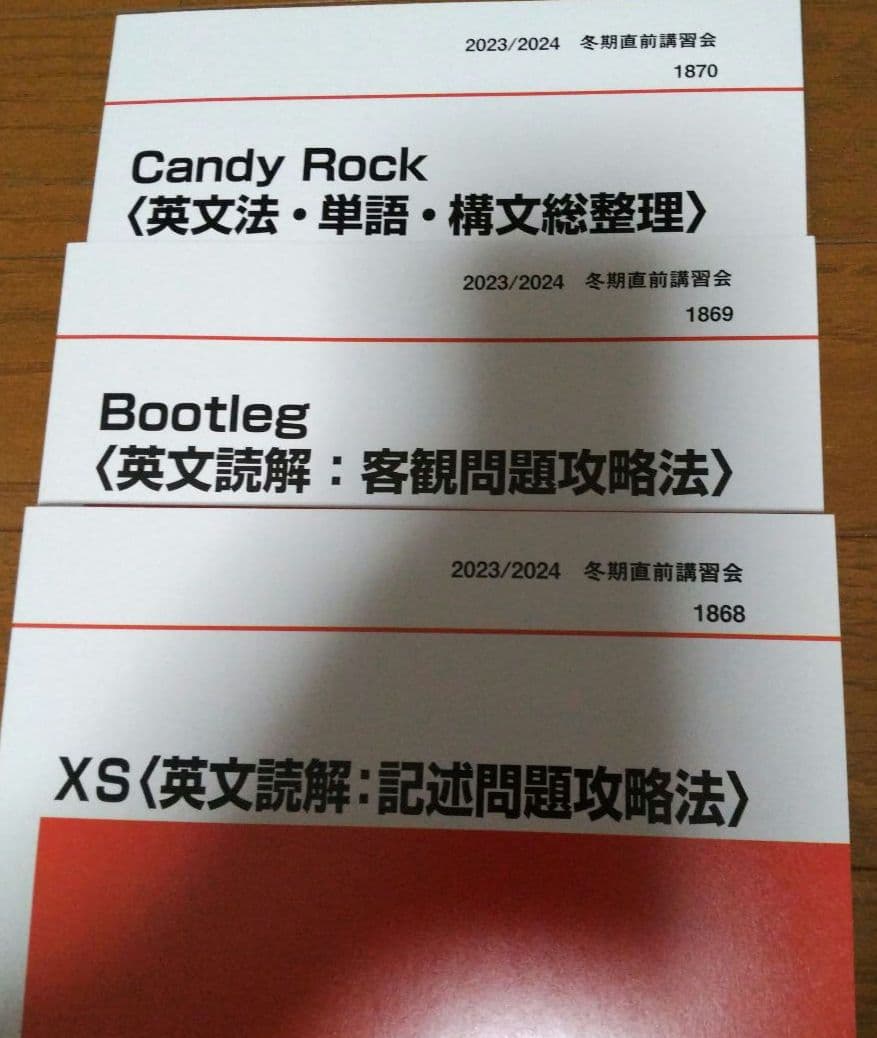 2023/2024 冬期直前講習会
1870
Candy Rock
〈英文法・単語・構文総整理〉
2023/2024 冬期直前講習会
1869
Bootleg
〈英文読解：客観問題攻略法〉
2023/2024 冬期直前講習会
1868
XS〈英文読解：記述問題攻略法〉